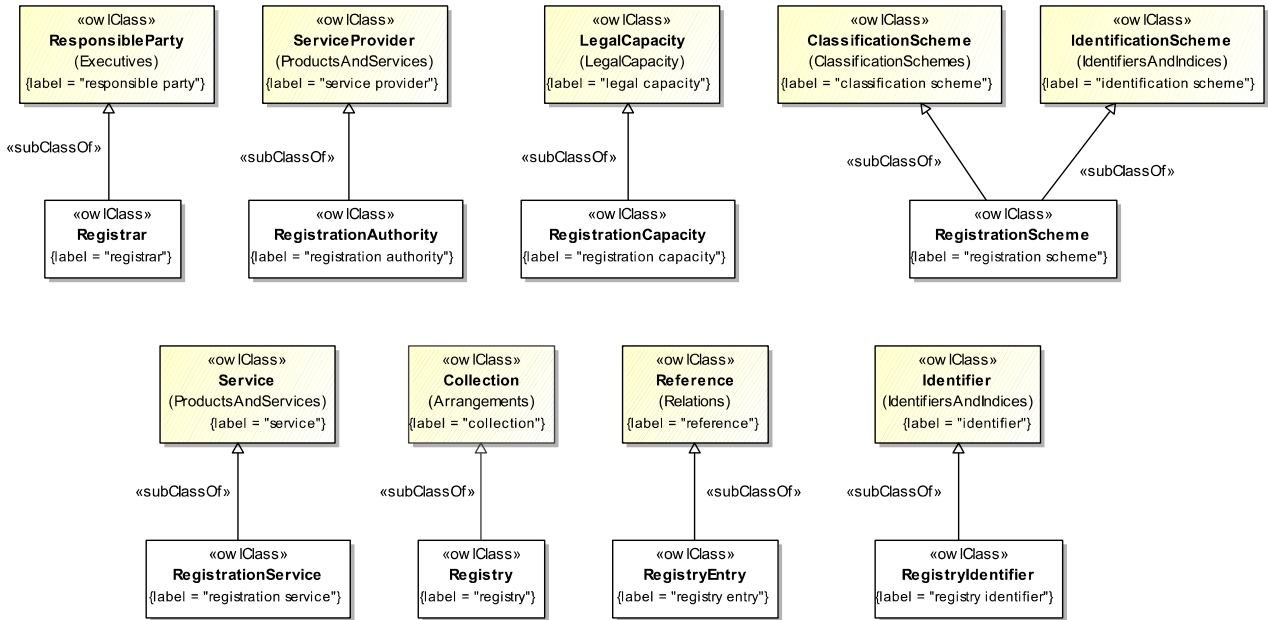 «owlClass»
ResponsibleParty
(Executives)
{label = "responsible party"}
«owlClass»
ServiceProvider
(ProductsAndServices)
{label = "service provider"}
«owlClass»
LegalCapacity
(LegalCapacity)
{label = "legal capacity"}
«owlClass»
ClassificationScheme
(ClassificationSchemes)
{label = "classification scheme"}
«owlClass»
IdentificationScheme
(IdentifiersAndIndices)
{label = "identification scheme"}
«subClassOf»
«subClassOf»
«subClassOf»
«subClassOf»
«subClassOf»
«owlClass»
Registrar
{label = "registrar"}
«owlClass»
RegistrationAuthority
{label = "registration authority"}
«owlClass»
RegistrationCapacity
{label = "registration capacity"}
«owlClass»
RegistrationScheme
{label = "registration scheme"}
«owlClass»
Service
(ProductsAndServices)
{label = "service"}
«owlClass»
Collection
(Arrangements)
{label = "collection"}
«owlClass»
Reference
(Relations)
{label = "reference"}
«owlClass»
Identifier
(IdentifiersAndIndices)
{label = "identifier"}
«subClassOf»
«subClassOf»
«subClassOf»
«subClassOf»
«owlClass»
RegistrationService
{label = "registration service"}
«owlClass»
Registry
{label = "registry"}
«owlClass»
RegistryEntry
{label = "registry entry"}
«owlClass»
RegistryIdentifier
{label = "registry identifier"}